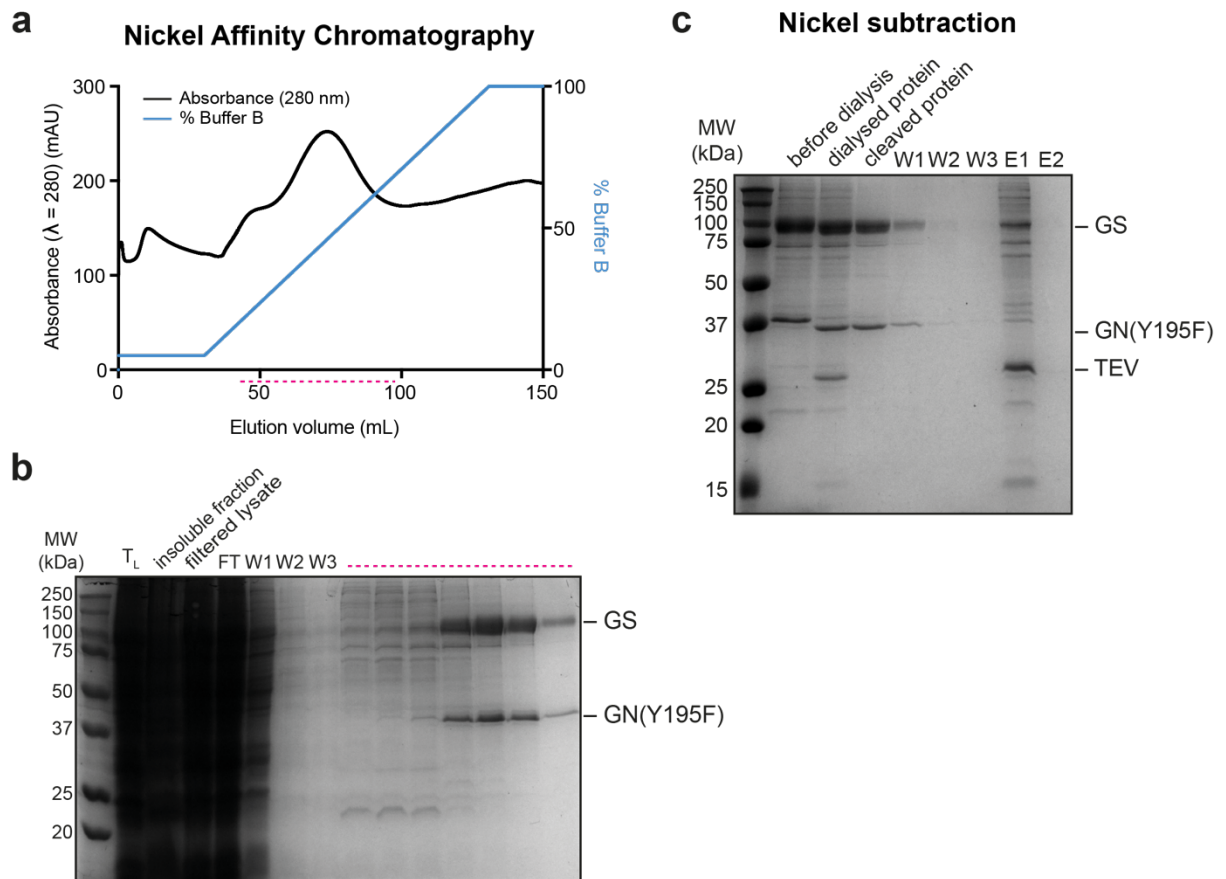 a
Nickel Affinity Chromatography
Absorbance (280 nm)
% Buffer B
Absorbance (λ = 280) (mAU)
300
200
100
0
100
50
0
% Buffer B
0
50
100
150
Elution volume (mL)
b
MW
(kDa)
T_L
insoluble fraction
filtered lysate
FT W1 W2 W3
250
150
100
75
50
37
25
20
GS
GN(Y195F)
c
Nickel subtraction
MW
(kDa)
before dialysis
dialysed protein
cleaved protein
W1 W2 W3 E1 E2
250
150
100
75
50
37
25
20
15
GS
GN(Y195F)
TEV